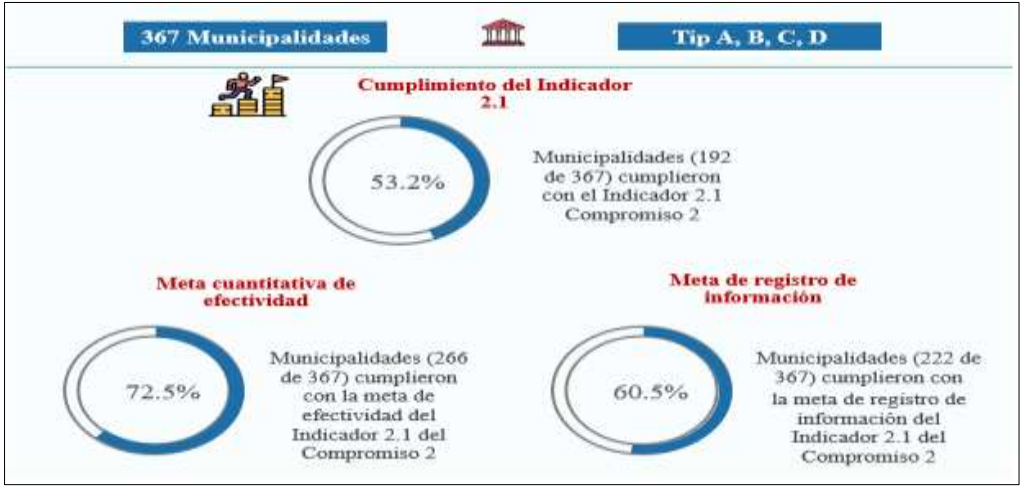 367 Municipalidades
Tip A, B, C, D
Cumplimiento del Indicador
2.1
53.2%
Municipalidades (192
de 367) cumplieron
con el Indicador 2.1
Compromiso 2
Meta cuantitativa de
efectividad
72.5%
Municipalidades (266
de 367) cumplieron
con la meta de
efectividad del
Indicador 2.1 del
Compromiso 2
Meta de registro de
información
60.5%
Municipalidades (222 de
367) cumplieron con
la meta de registro de
información del
Indicador 2.1 del
Compromiso 2